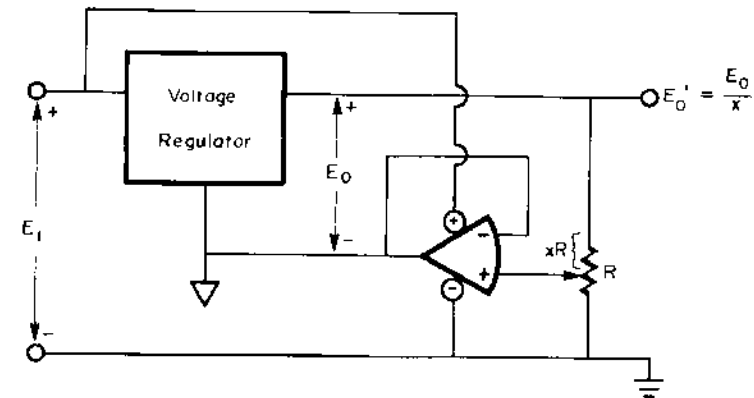 +
Voltage
Regulator
+
E₀' = E₀/x
E₀
E₁
+
−
−
+
xR {
R
−
−